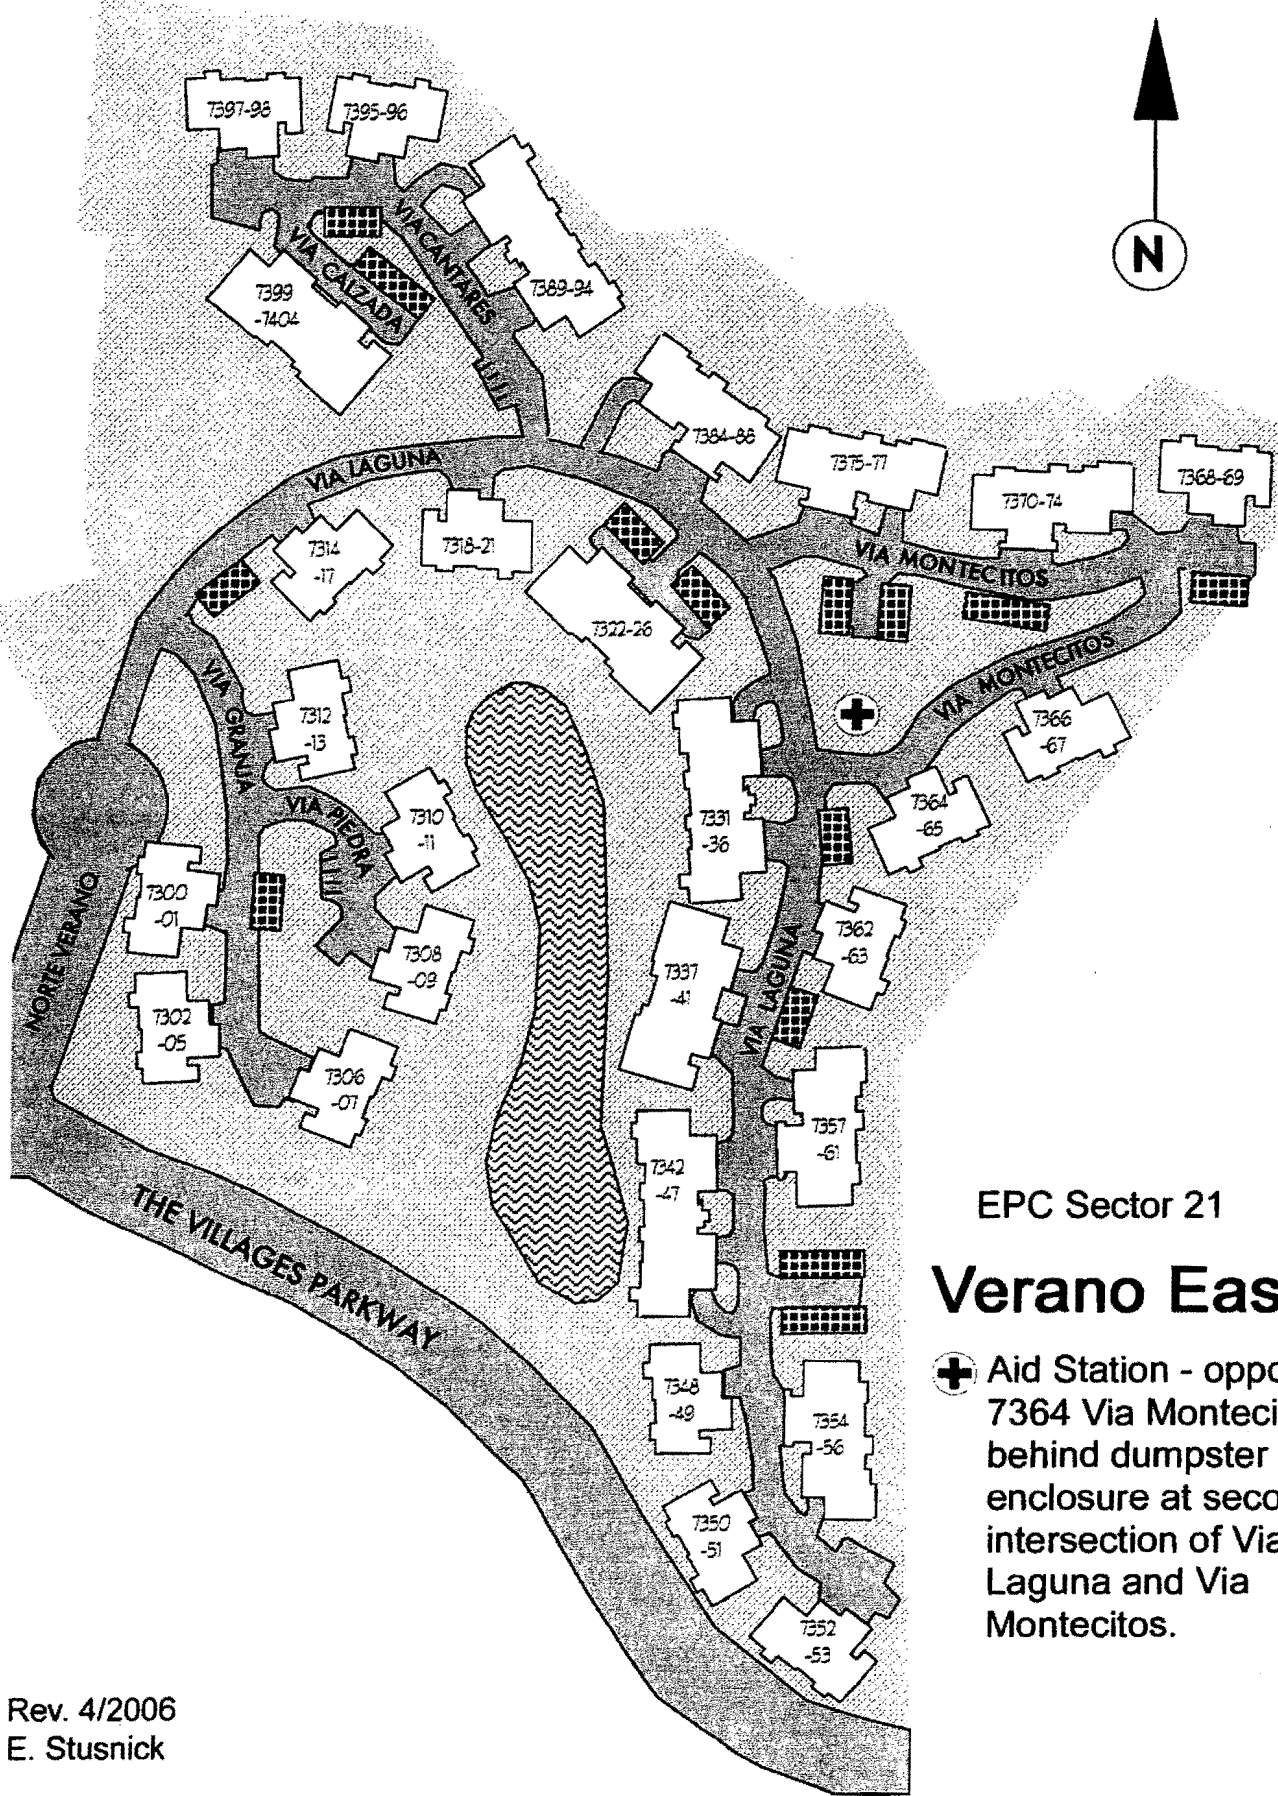 7397-98
7395-96
N
VIA CANTARES
VIA CALZADA
7389-94
7399
-7404
7384-88
VIA LAGUNA
7375-77
7368-69
7370-74
7318-21
7314
-17
VIA MONTECITOS
7322-26
VIA MONTECITOS
VIA GRANJA
7312
-13
7366
-67
7310
-11
VIA PIEDRA
7331
-36
7364
-65
7300
-01
NORTE VERANO
7362
-63
7308
-09
7337
-41
VIA LAGUNA
7302
-05
7306
-07
7357
-61
7342
-47
THE VILLAGES PARKWAY
EPC Sector 21
Verano Eas
7348
-49
7354
-56
7350
-51
7352
-53
Aid Station - oppo
7364 Via Monteci
behind dumpster
enclosure at seco
intersection of Via
Laguna and Via
Montecitos.
Rev. 4/2006
E. Stusnick